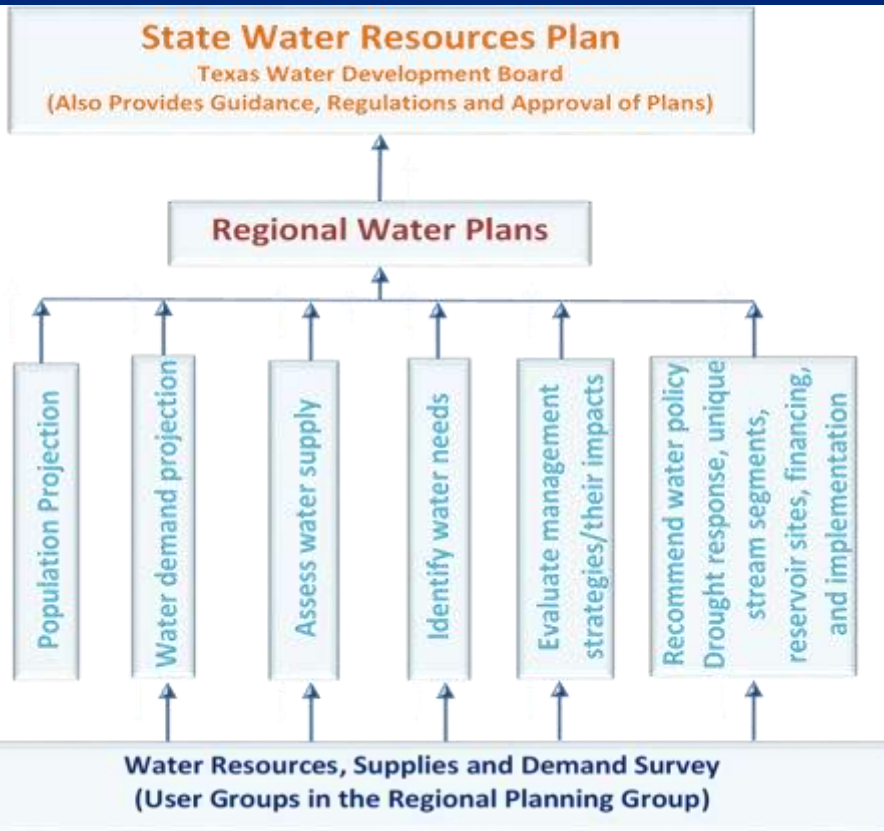 State Water Resources Plan
Texas Water Development Board
(Also Provides Guidance, Regulations and Approval of Plans)
Regional Water Plans
Population Projection
Water demand projection
Assess water supply
Identify water needs
Evaluate management
strategies/their impacts
Recommend water policy
Drought response, unique
stream segments,
reservoir sites, financing,
and implementation
Water Resources, Supplies and Demand Survey
(User Groups in the Regional Planning Group)